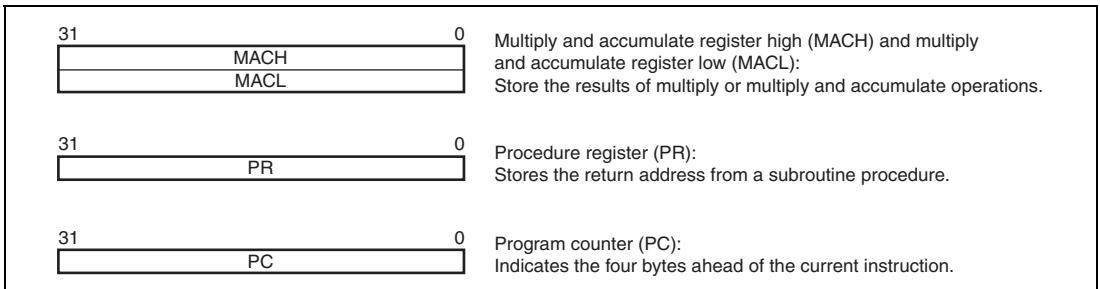 31 0
MACH
MACL
Multiply and accumulate register high (MACH) and multiply
and accumulate register low (MACL):
Store the results of multiply or multiply and accumulate operations.
31 0
PR
Procedure register (PR):
Stores the return address from a subroutine procedure.
31 0
PC
Program counter (PC):
Indicates the four bytes ahead of the current instruction.